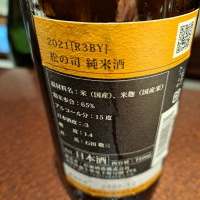 2021[R3BY]
松の司 純米酒
原材料名：米（国産）、米麹（国産米）
精米歩合：65%
アルコール分：15度
日本酒度：-3
酸 度：1.4
杜 氏：石田敬三
日本酒